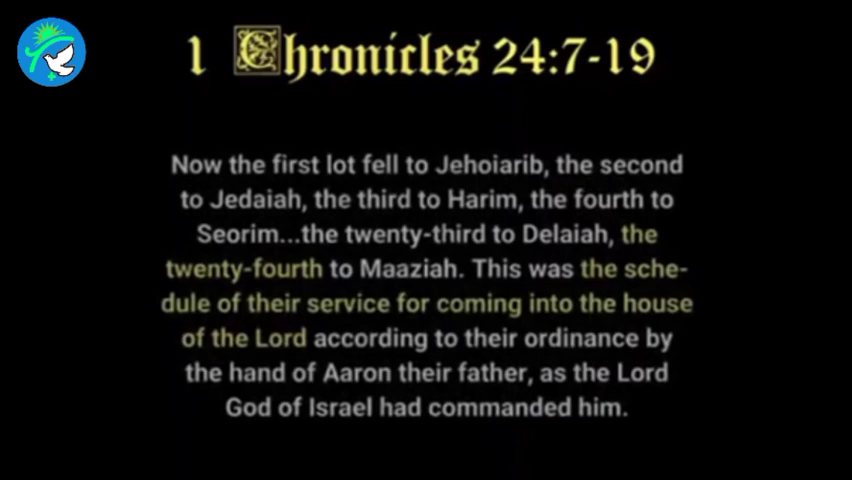 1 Chronicles 24:7-19
Now the first lot fell to Jehoiarib, the second
to Jedaiah, the third to Harim, the fourth to
Seorim...the twenty-third to Delaiah, the
twenty-fourth to Maaziah. This was the sche-
dule of their service for coming into the house
of the Lord according to their ordinance by
the hand of Aaron their father, as the Lord
God of Israel had commanded him.